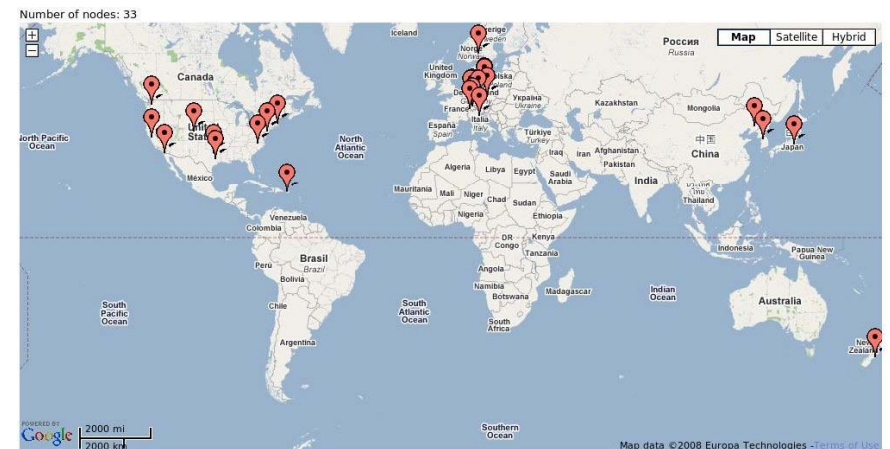 Number of nodes: 33
Iceland
Sverige
Sweden
Norge
Norway
Россия
Russia
Map Satellite Hybrid
Canada
United
Kingdom
Polska
Poland
France
Україна
Ukraine
Kazakhstan
Mongolia
North Pacific
Ocean
United
States
North
Atlantic
Ocean
España
Spain
Italia
Italy
Türkiye
Turkey
中国
China
Japan
México
Algeria
Libya
Egypt
Iraq
Iran
Afghanistan
Pakistan
Saudi
Arabia
India
Thailand
Mauritania
Mali
Niger
Chad
Sudan
Nigeria
Ethiopia
Venezuela
Colombia
DR
Congo
Kenya
Tanzania
Indonesia
Papua New
Guinea
Perú
Brasil
Brazil
Bolivia
Angola
Namibia
Botswana
Madagascar
South
Africa
Indian
Ocean
Australia
South
Pacific
Ocean
Chile
South
Atlantic
Ocean
Argentina
New
Zealand
Southern
Ocean
POWERED BY
Google
2000 mi
2000 km
Map data ©2008 Europa Technologies - Terms of Use